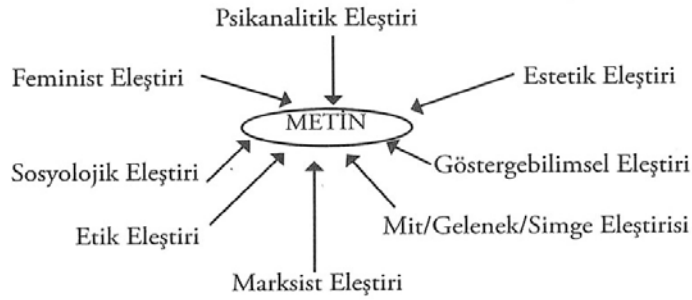 Psikanalitik Eleştiri
Feminist Eleştiri
Estetik Eleştiri
METİN
Sosyolojik Eleştiri
Göstergebilimsel Eleştiri
Etik Eleştiri
Mit/Gelenek/Simge Eleştirisi
Marksist Eleştiri